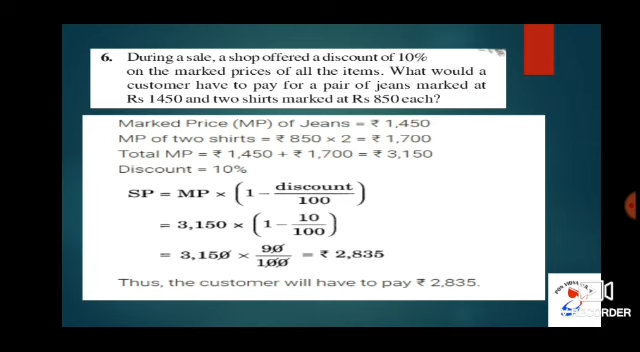 6. During a sale, a shop offered a discount of 10%
on the marked prices of all the items. What would a
customer have to pay for a pair of jeans marked at
Rs 1450 and two shirts marked at Rs 850 each?
Marked Price (MP) of Jeans = ₹ 1,450
MP of two shirts = ₹ 850 × 2 = ₹ 1,700
Total MP = ₹ 1,450 + ₹ 1,700 = ₹ 3,150
Discount = 10%
SP = MP × (1 − discount/100)
= 3,150 × (1 − 10/100)
= 3,150 × 90/100 = ₹ 2,835
Thus, the customer will have to pay ₹ 2,835.